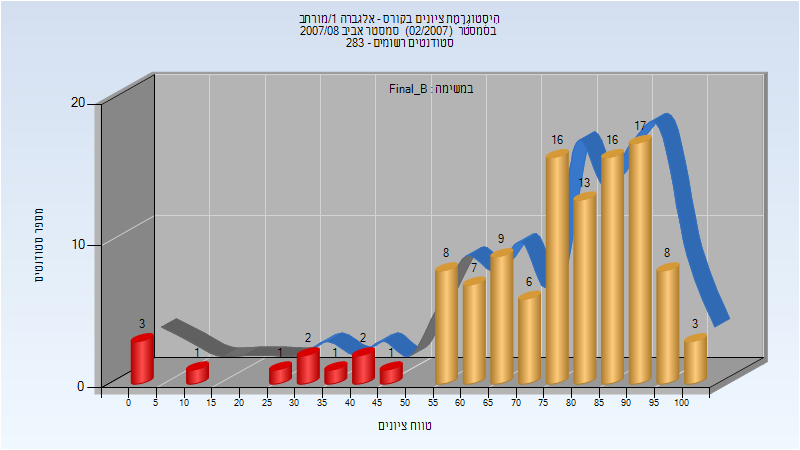 היסטוגרמת ציונים בקורס - אלגברה 1/מורחב
בסמסטר (02/2007) סמסטר אביב 2007/08
סטודנטים רשומים - 283
במשימה : Final_B
20
10
0
מספר סטודנטים
3
1
1
2
1
2
1
8
7
9
6
16
13
16
17
8
3
0 5 10 15 20 25 30 35 40 45 50 55 60 65 70 75 80 85 90 95 100
טווח ציונים